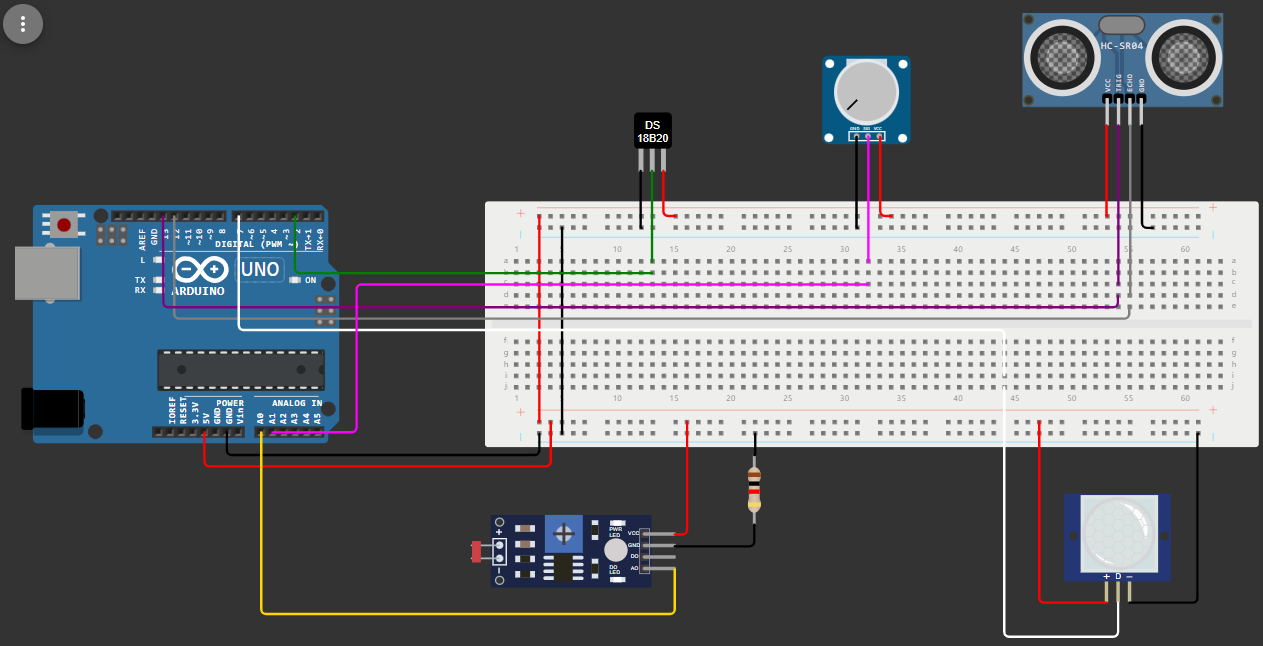 HC-SR04
VCC
TRIG
ECHO
GND
DS
18B20
GND SIG VCC
AREF
GND
13
12
~11
~10
~9
8
7
~6
~5
4
~3
2
TX→1
RX←0
DIGITAL (PWM ~)
L
TX
RX
UNO
ON
ARDUINO
IOREF
RESET
3.3V
5V
GND
GND
Vin
POWER
A0
A1
A2
A3
A4
A5
ANALOG IN
+ +
1 10 15 20 25 30 35 40 45 50 55 60
a a
b b
c c
d d
e e
f f
g g
h h
i i
j j
1 10 15 20 25 30 35 40 45 50 55 60
+ +
PWR
LED
VCC
GND
DO
AO
DO
LED
+
+ D −